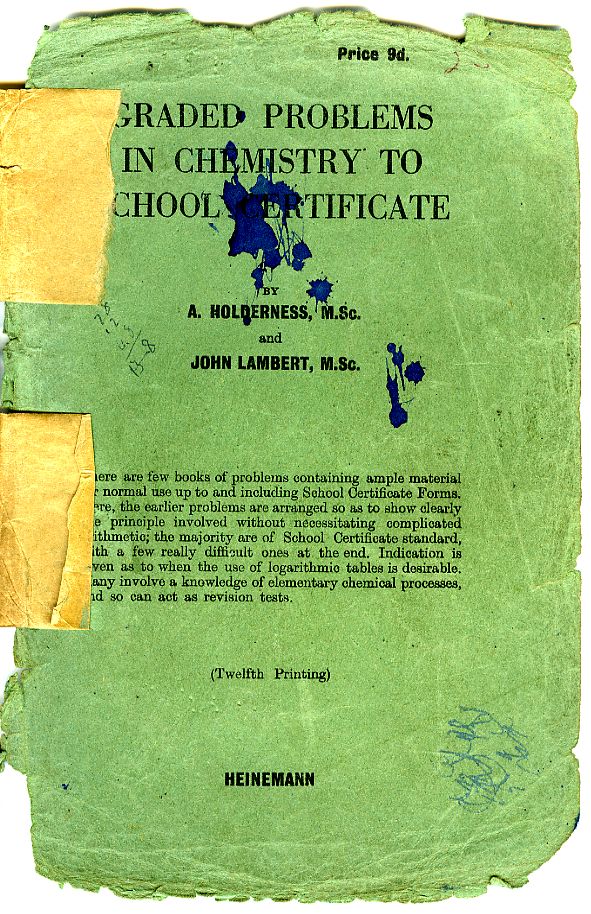 Price 9d.
GRADED PROBLEMS
IN CHEMISTRY TO
CHOOL CERTIFICATE
BY
A. HOLDERNESS, M.Sc.
and
JOHN LAMBERT, M.Sc.
here are few books of problems containing ample material
r normal use up to and including School Certificate Forms.
ere, the earlier problems are arranged so as to show clearly
e principle involved without necessitating complicated
ithmetic; the majority are of School Certificate standard,
ith a few really difficult ones at the end. Indication is
ven as to when the use of logarithmic tables is desirable.
any involve a knowledge of elementary chemical processes,
nd so can act as revision tests.
(Twelfth Printing)
HEINEMANN